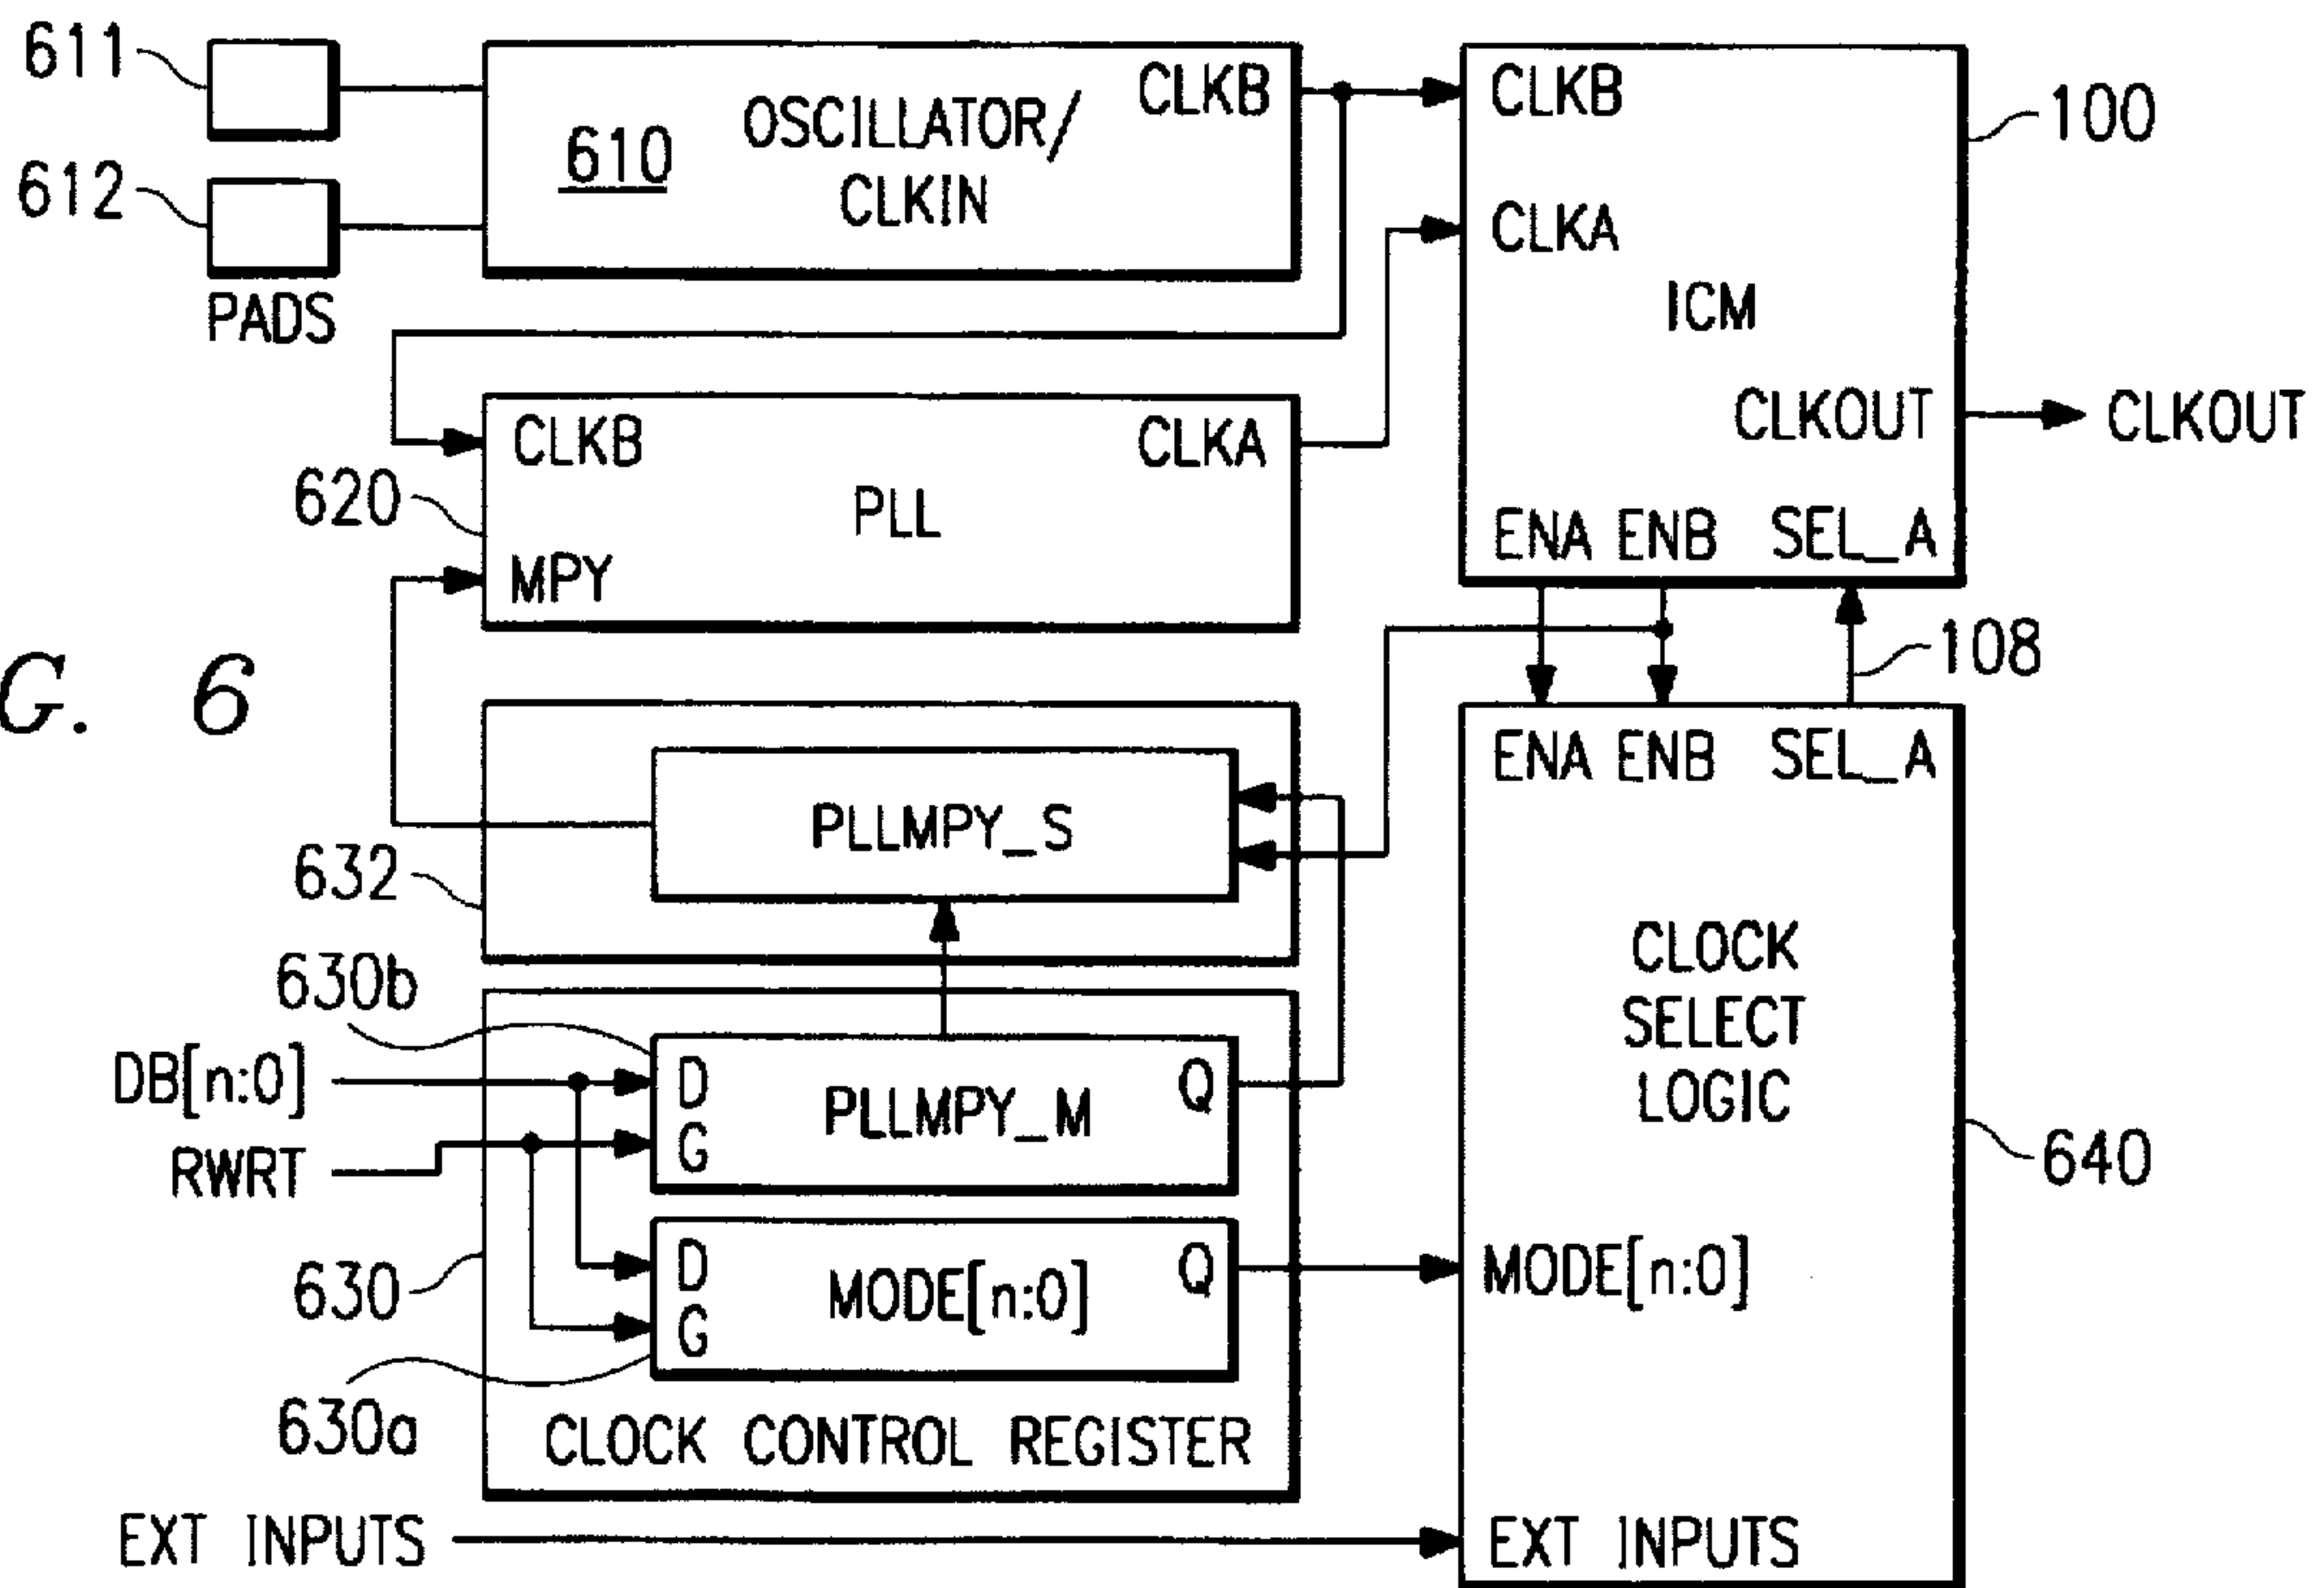 611
612
PADS
610
OSCILLATOR/
CLKIN
CLKB
CLKB
CLKA
ICM
CLKOUT
ENA ENB SEL_A
100
CLKOUT
CLKB
CLKA
PLL
MPY
620
G. 6
108
PLLMPY_S
632
630b
DB[n:0]
RWRT
D
G
PLLMPY_M
Q
D
G
MODE[n:0]
Q
630
630a
CLOCK CONTROL REGISTER
ENA ENB SEL_A
CLOCK
SELECT
LOGIC
640
MODE[n:0]
EXT INPUTS
EXT INPUTS